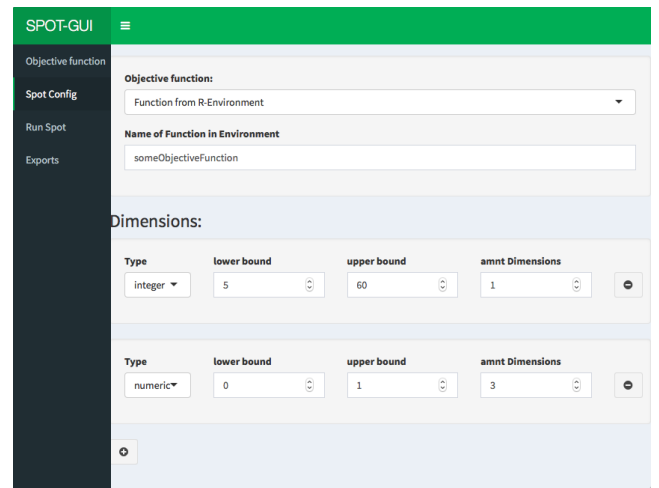 SPOT-GUI
Objective function
Spot Config
Run Spot
Exports
Objective function:
Function from R-Environment
Name of Function in Environment
someObjectiveFunction
Dimensions:
Type lower bound upper bound amnt Dimensions
integer 5 60 1
Type lower bound upper bound amnt Dimensions
numeric 0 1 3